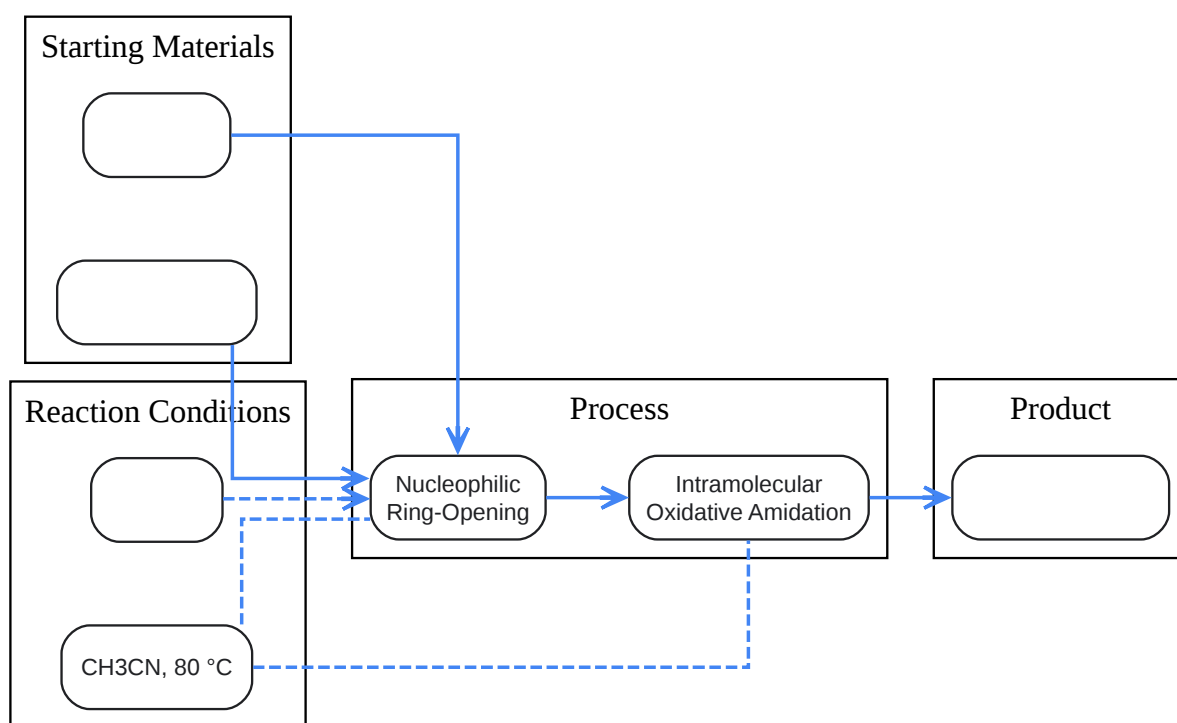 Starting Materials
Reaction Conditions
CH3CN, 80 °C
Process
Nucleophilic
Ring-Opening
Intramolecular
Oxidative Amidation
Product